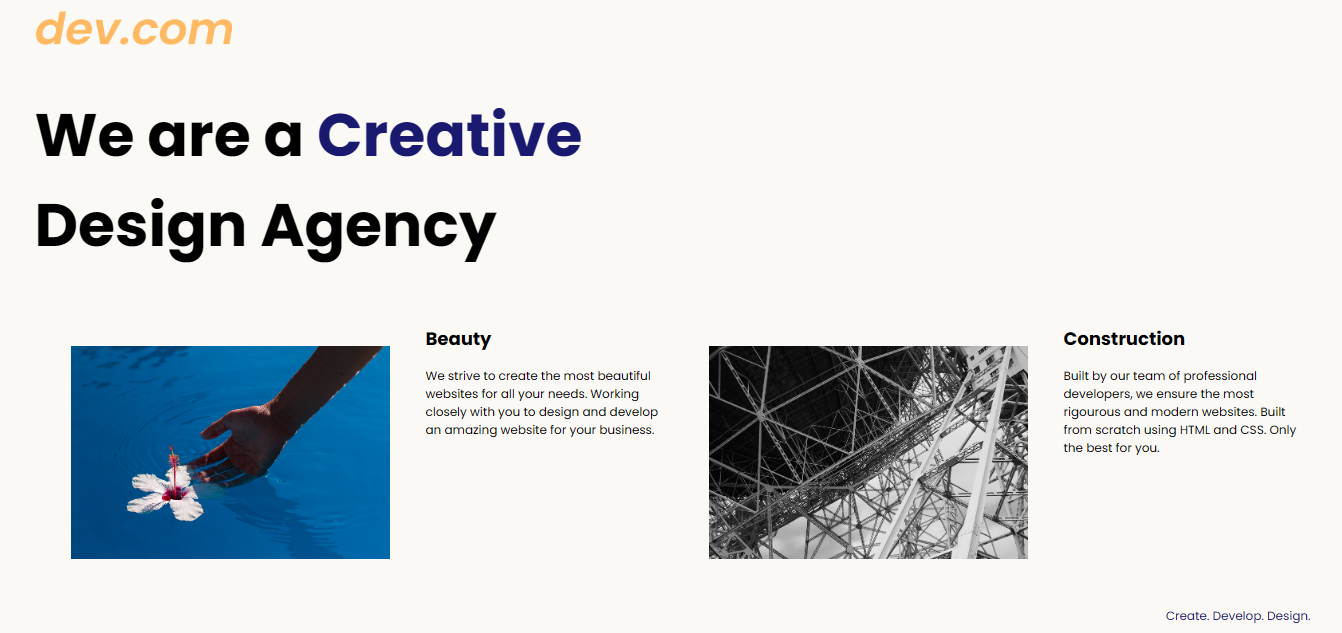 dev.com
We are a Creative
Design Agency
Beauty
We strive to create the most beautiful
websites for all your needs. Working
closely with you to design and develop
an amazing website for your business.
Construction
Built by our team of professional
developers, we ensure the most
rigourous and modern websites. Built
from scratch using HTML and CSS. Only
the best for you.
Create. Develop. Design.